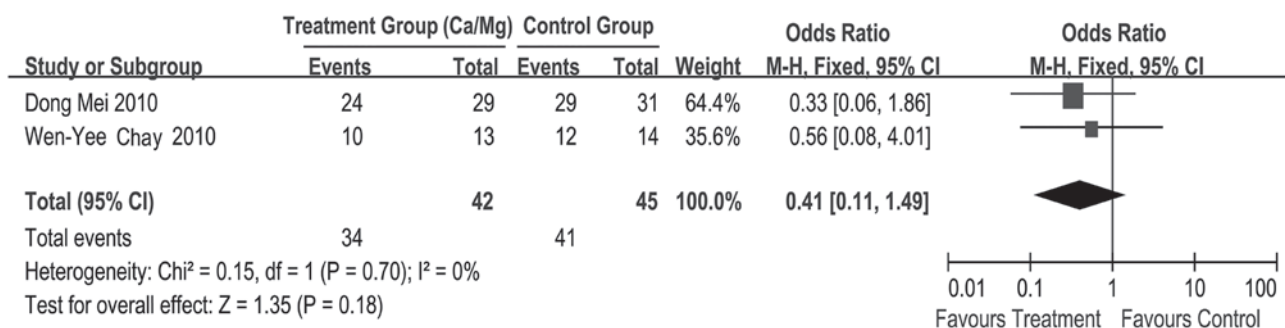 Treatment Group (Ca/Mg) Control Group Odds Ratio Odds Ratio
Study or Subgroup Events Total Events Total Weight M-H, Fixed, 95% CI M-H, Fixed, 95% CI
Dong Mei 2010 24 29 29 31 64.4% 0.33 [0.06, 1.86]
Wen-Yee Chay 2010 10 13 12 14 35.6% 0.56 [0.08, 4.01]
Total (95% CI) 42 45 100.0% 0.41 [0.11, 1.49]
Total events 34 41
Heterogeneity: Chi² = 0.15, df = 1 (P = 0.70); I² = 0%
Test for overall effect: Z = 1.35 (P = 0.18)
0.01 0.1 1 10 100
Favours Treatment Favours Control